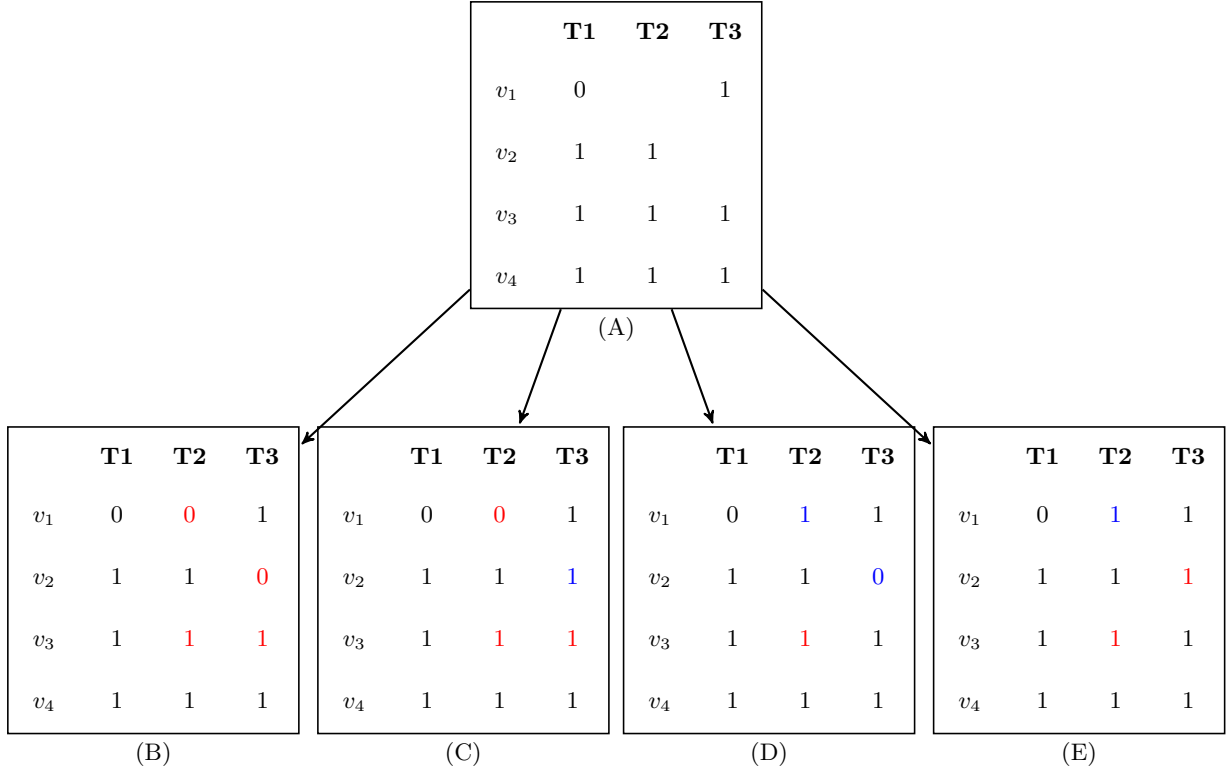 T1 T2 T3
v1 0 1
v2 1 1
v3 1 1 1
v4 1 1 1
(A)
T1 T2 T3
v1 0 0 1
v2 1 1 0
v3 1 1 1
v4 1 1 1
(B)
T1 T2 T3
v1 0 0 1
v2 1 1 1
v3 1 1 1
v4 1 1 1
(C)
T1 T2 T3
v1 0 1 1
v2 1 1 0
v3 1 1 1
v4 1 1 1
(D)
T1 T2 T3
v1 0 1 1
v2 1 1 1
v3 1 1 1
v4 1 1 1
(E)